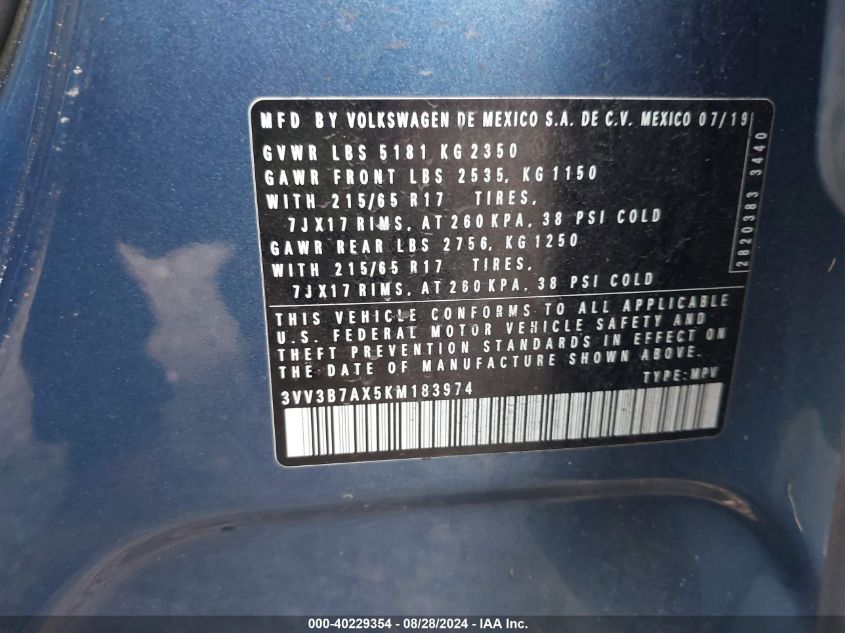 MFD BY VOLKSWAGEN DE MEXICO S.A. DE C.V. MEXICO 07/19
GVWR LBS 5181 KG 2350
GAWR FRONT LBS 2535, KG 1150
WITH 215/65 R17 TIRES,
7JX17 RIMS, AT 260 KPA, 38 PSI COLD
GAWR REAR LBS 2756, KG 1250
WITH 215/65 R17 TIRES,
7JX17 RIMS, AT 260 KPA, 38 PSI COLD
2820383 3440
THIS VEHICLE CONFORMS TO ALL APPLICABLE
U.S. FEDERAL MOTOR VEHICLE SAFETY AND
THEFT PREVENTION STANDARDS IN EFFECT ON
THE DATE OF MANUFACTURE SHOWN ABOVE.
3VV3B7AX5KM183974 TYPE: MPV
000-40229354 | 08/28/2024 | IAA Inc.